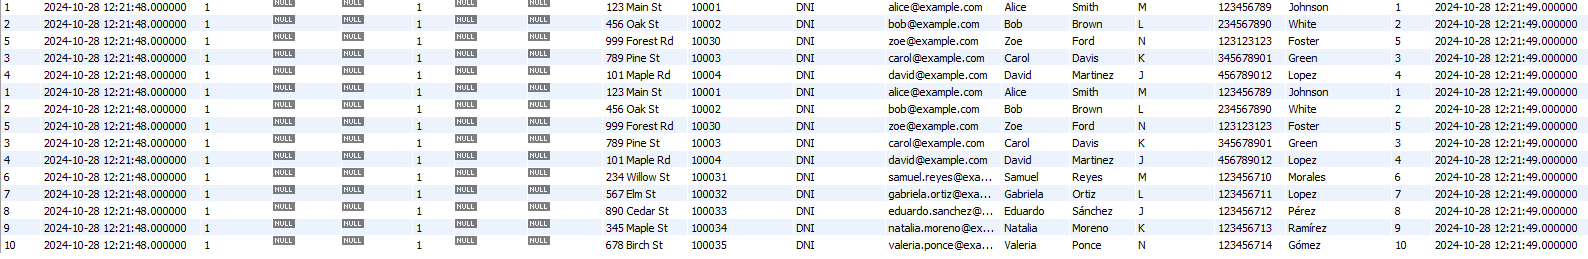 1 2024-10-28 12:21:48.000000 1 NULL NULL 1 NULL NULL 123 Main St 10001 DNI alice@example.com Alice Smith M 123456789 Johnson 1 2024-10-28 12:21:49.000000
2 2024-10-28 12:21:48.000000 1 NULL NULL 1 NULL NULL 456 Oak St 10002 DNI bob@example.com Bob Brown L 234567890 White 2 2024-10-28 12:21:49.000000
5 2024-10-28 12:21:48.000000 1 NULL NULL 1 NULL NULL 999 Forest Rd 10030 DNI zoe@example.com Zoe Ford N 123123123 Foster 5 2024-10-28 12:21:49.000000
3 2024-10-28 12:21:48.000000 1 NULL NULL 1 NULL NULL 789 Pine St 10003 DNI carol@example.com Carol Davis K 345678901 Green 3 2024-10-28 12:21:49.000000
4 2024-10-28 12:21:48.000000 1 NULL NULL 1 NULL NULL 101 Maple Rd 10004 DNI david@example.com David Martinez J 456789012 Lopez 4 2024-10-28 12:21:49.000000
1 2024-10-28 12:21:48.000000 1 NULL NULL 1 NULL NULL 123 Main St 10001 DNI alice@example.com Alice Smith M 123456789 Johnson 1 2024-10-28 12:21:49.000000
2 2024-10-28 12:21:48.000000 1 NULL NULL 1 NULL NULL 456 Oak St 10002 DNI bob@example.com Bob Brown L 234567890 White 2 2024-10-28 12:21:49.000000
5 2024-10-28 12:21:48.000000 1 NULL NULL 1 NULL NULL 999 Forest Rd 10030 DNI zoe@example.com Zoe Ford N 123123123 Foster 5 2024-10-28 12:21:49.000000
3 2024-10-28 12:21:48.000000 1 NULL NULL 1 NULL NULL 789 Pine St 10003 DNI carol@example.com Carol Davis K 345678901 Green 3 2024-10-28 12:21:49.000000
4 2024-10-28 12:21:48.000000 1 NULL NULL 1 NULL NULL 101 Maple Rd 10004 DNI david@example.com David Martinez J 456789012 Lopez 4 2024-10-28 12:21:49.000000
6 2024-10-28 12:21:48.000000 1 NULL NULL 1 NULL NULL 234 Willow St 100031 DNI samuel.reyes@exa... Samuel Reyes M 123456710 Morales 6 2024-10-28 12:21:49.000000
7 2024-10-28 12:21:48.000000 1 NULL NULL 1 NULL NULL 567 Elm St 100032 DNI gabriela.ortiz@exa... Gabriela Ortiz L 123456711 Lopez 7 2024-10-28 12:21:49.000000
8 2024-10-28 12:21:48.000000 1 NULL NULL 1 NULL NULL 890 Cedar St 100033 DNI eduardo.sanchez@... Eduardo Sánchez J 123456712 Pérez 8 2024-10-28 12:21:49.000000
9 2024-10-28 12:21:48.000000 1 NULL NULL 1 NULL NULL 345 Maple St 100034 DNI natalia.moreno@ex... Natalia Moreno K 123456713 Ramírez 9 2024-10-28 12:21:49.000000
10 2024-10-28 12:21:48.000000 1 NULL NULL 1 NULL NULL 678 Birch St 100035 DNI valeria.ponce@exa... Valeria Ponce N 123456714 Gómez 10 2024-10-28 12:21:49.000000